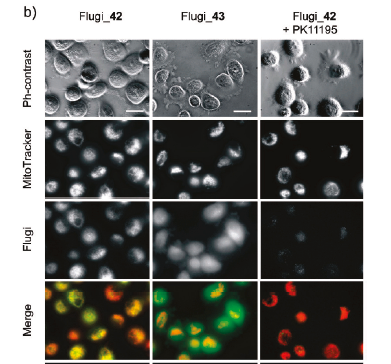 b)
Flugi_42
Flugi_43
Flugi_42
+ PK11195
Ph-contrast
MitoTracker
Flugi
Merge